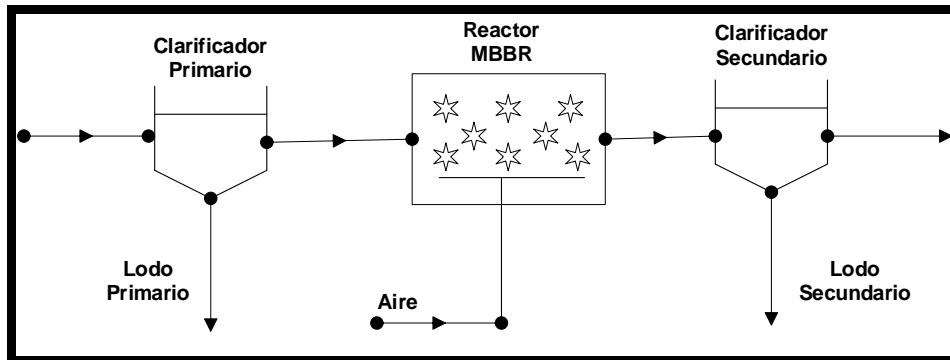 Clarificador
Primario
Reactor
MBBR
Clarificador
Secundario
Lodo
Primario
Aire
Lodo
Secundario